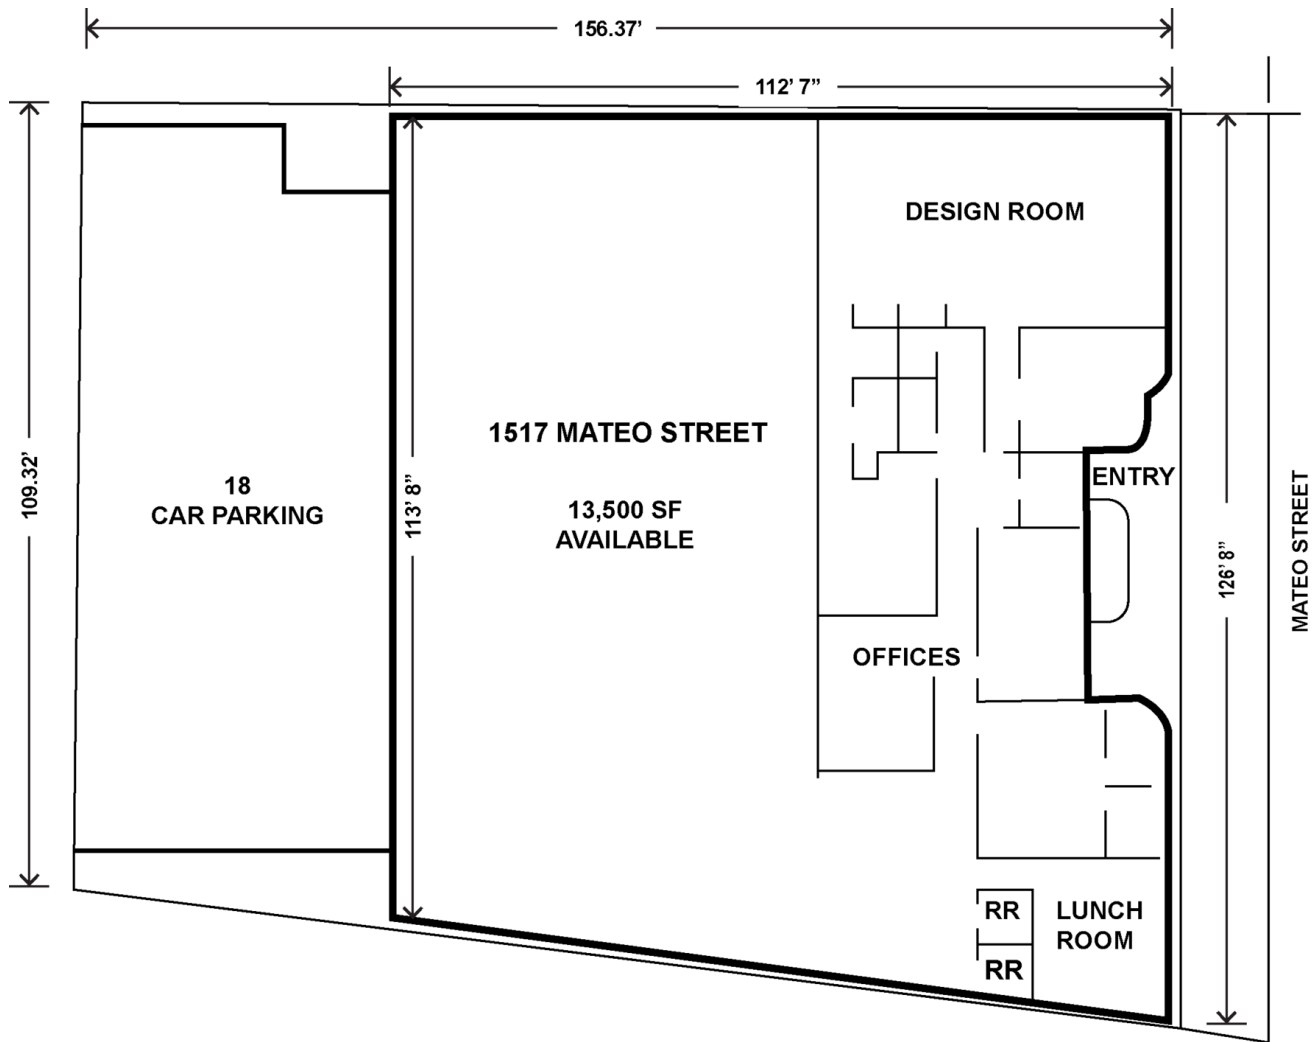 156.37’
112’ 7”
DESIGN ROOM
1517 MATEO STREET
13,500 SF
AVAILABLE
18
CAR PARKING
109.32’
113’ 8”
ENTRY
126’ 8”
MATEO STREET
OFFICES
RR
LUNCH
ROOM
RR